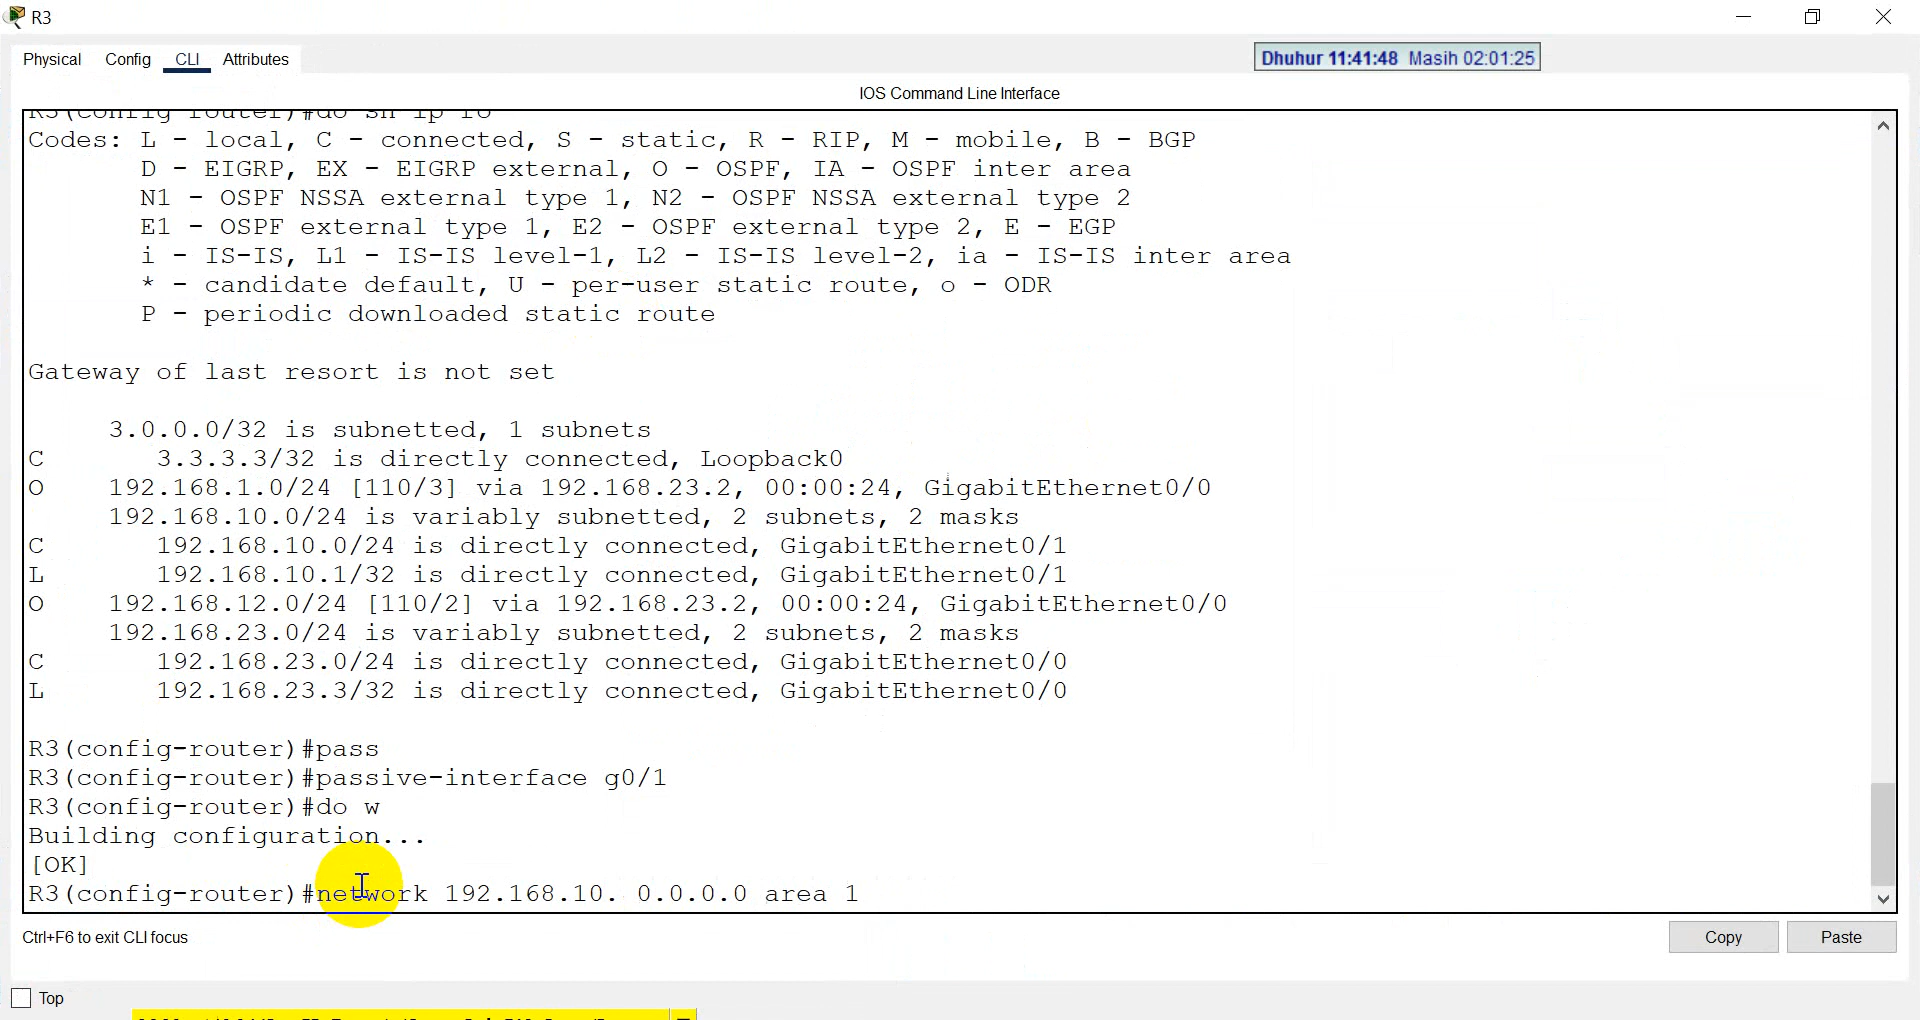 R3
Physical Config CLI Attributes
Dhuhur 11:41:48 Masih 02:01:25
IOS Command Line Interface
R3(config-router)#do sh ip ro
Codes: L - local, C - connected, S - static, R - RIP, M - mobile, B - BGP
D - EIGRP, EX - EIGRP external, O - OSPF, IA - OSPF inter area
N1 - OSPF NSSA external type 1, N2 - OSPF NSSA external type 2
E1 - OSPF external type 1, E2 - OSPF external type 2, E - EGP
i - IS-IS, L1 - IS-IS level-1, L2 - IS-IS level-2, ia - IS-IS inter area
* - candidate default, U - per-user static route, o - ODR
P - periodic downloaded static route
Gateway of last resort is not set
3.0.0.0/32 is subnetted, 1 subnets
C 3.3.3.3/32 is directly connected, Loopback0
O 192.168.1.0/24 [110/3] via 192.168.23.2, 00:00:24, GigabitEthernet0/0
192.168.10.0/24 is variably subnetted, 2 subnets, 2 masks
C 192.168.10.0/24 is directly connected, GigabitEthernet0/1
L 192.168.10.1/32 is directly connected, GigabitEthernet0/1
O 192.168.12.0/24 [110/2] via 192.168.23.2, 00:00:24, GigabitEthernet0/0
192.168.23.0/24 is variably subnetted, 2 subnets, 2 masks
C 192.168.23.0/24 is directly connected, GigabitEthernet0/0
L 192.168.23.3/32 is directly connected, GigabitEthernet0/0
R3(config-router)#pass
R3(config-router)#passive-interface g0/1
R3(config-router)#do w
Building configuration...
[OK]
R3(config-router)#network 192.168.10. 0.0.0.0 area 1
Ctrl+F6 to exit CLI focus
Copy Paste
Top